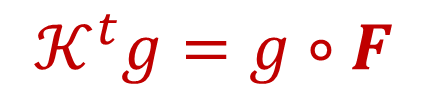 𝒦ᵗg = g ∘ 𝑭